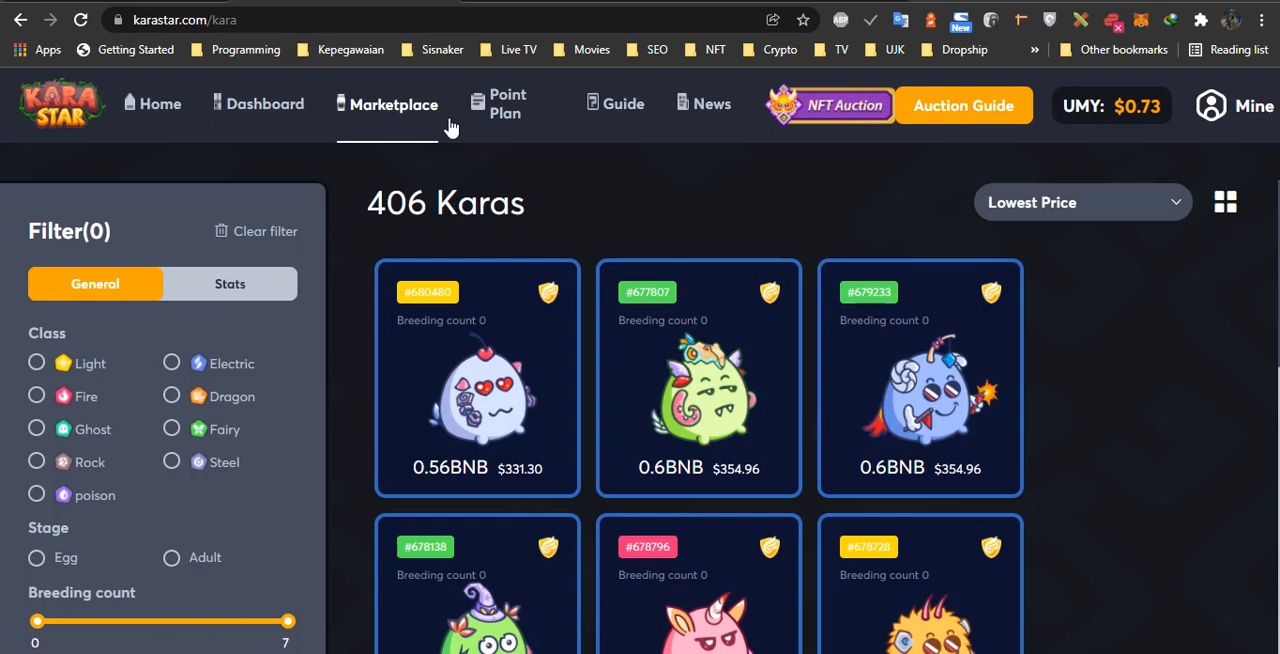 karastar.com/kara
ABP
New
Apps
Getting Started
Programming
Kepegawaian
Sisnaker
Live TV
Movies
SEO
NFT
Crypto
TV
UJK
Dropship
»
Other bookmarks
Reading list
KARA
STAR
Home
Dashboard
Marketplace
Point
Plan
Guide
News
NFT Auction
Auction Guide
UMY: $0.73
Mine
Filter(0)
Clear filter
General
Stats
Class
Light
Electric
Fire
Dragon
Ghost
Fairy
Rock
Steel
poison
Stage
Egg
Adult
Breeding count
0
7
406 Karas
Lowest Price
#680480
Breeding count 0
0.56BNB $331.30
#677807
Breeding count 0
0.6BNB $354.96
#679233
Breeding count 0
0.6BNB $354.96
#678138
Breeding count 0
#678796
Breeding count 0
#678728
Breeding count 0